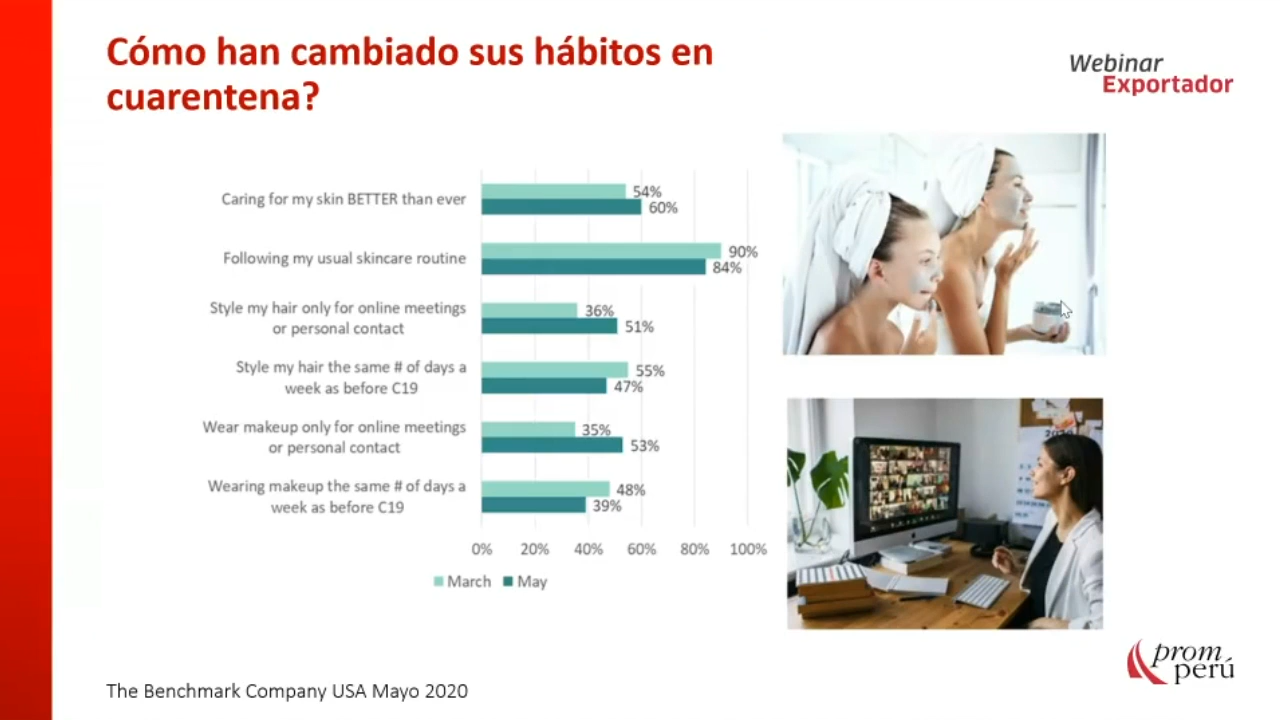 Cómo han cambiado sus hábitos en
cuarentena?
Webinar
Exportador
Caring for my skin BETTER than ever
54%
60%
Following my usual skincare routine
90%
84%
Style my hair only for online meetings
or personal contact
36%
51%
Style my hair the same # of days a
week as before C19
55%
47%
Wear makeup only for online meetings
or personal contact
35%
53%
Wearing makeup the same # of days a
week as before C19
48%
39%
0% 20% 40% 60% 80% 100%
March May
The Benchmark Company USA Mayo 2020
prom
perú